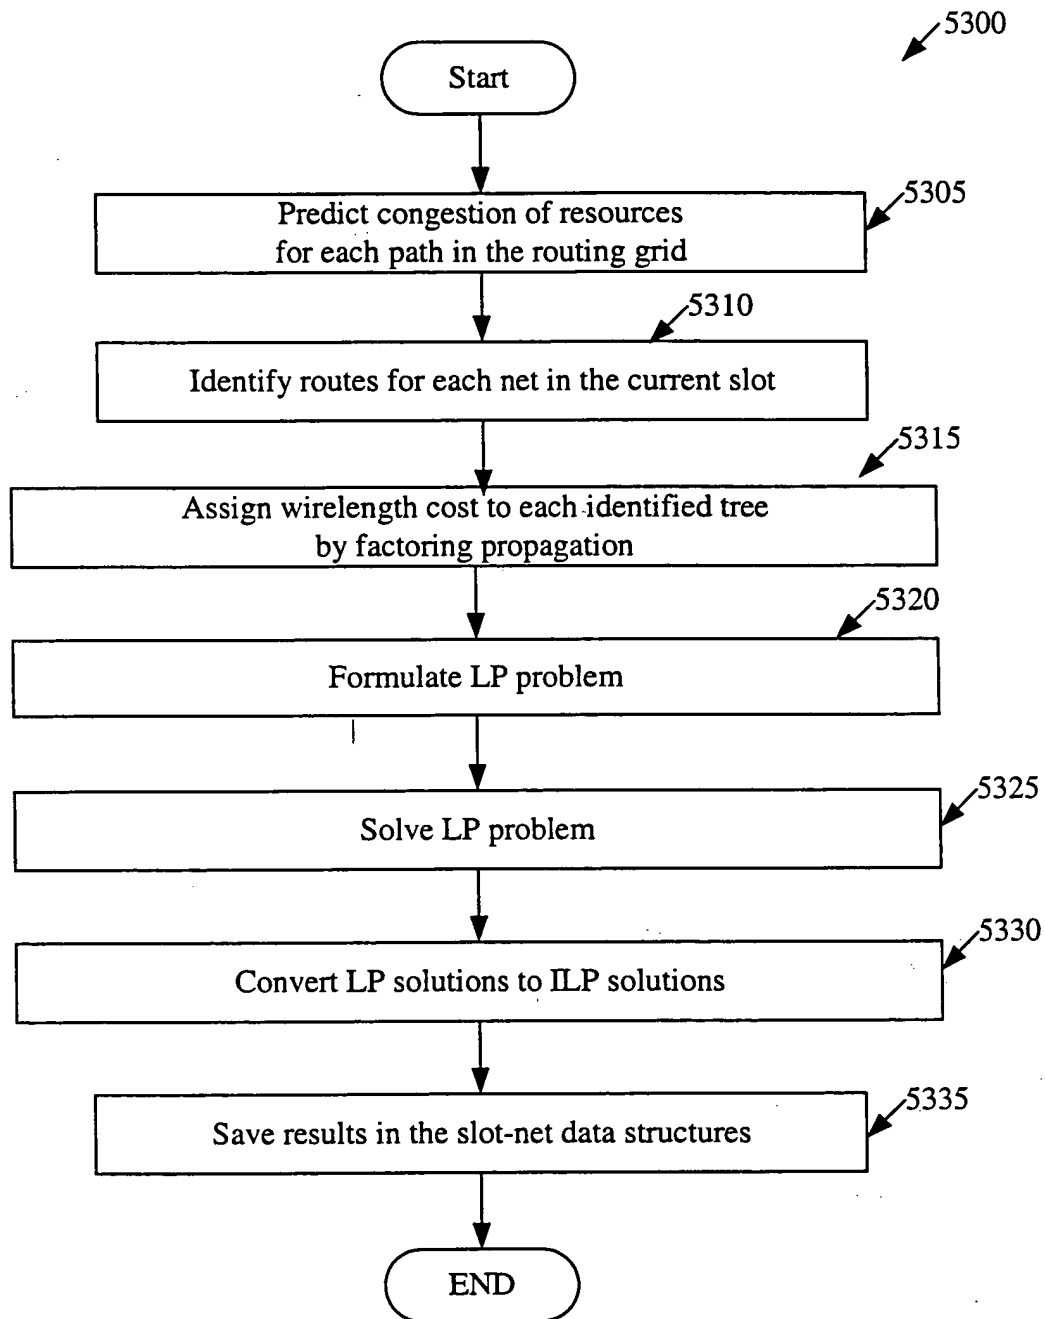 5300
Start
5305
Predict congestion of resources
for each path in the routing grid
5310
Identify routes for each net in the current slot
5315
Assign wirelength cost to each identified tree
by factoring propagation
5320
Formulate LP problem
5325
Solve LP problem
5330
Convert LP solutions to ILP solutions
5335
Save results in the slot-net data structures
END